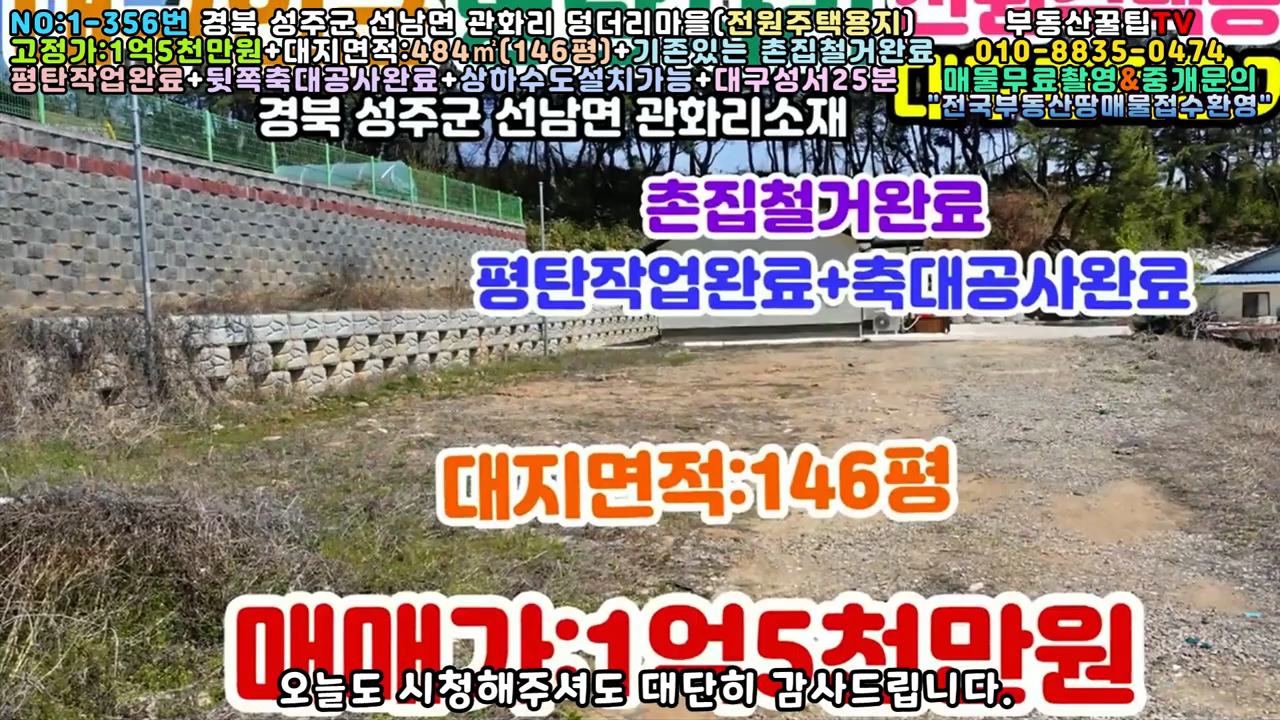 NO:1-356번 경북 성주군 선남면 관화리 덩더리마을(전원주택용지)
고정가:1억5천만원+대지면적:484㎡(146평)+기존있는 촌집철거완료
평탄작업완료+뒷쪽축대공사완료+상하수도설치가능+대구성서25분
부동산꿀팁TV
010-8835-0474
매물무료촬영&중개문의
"전국부동산땅매물접수환영"
경북 성주군 선남면 관화리소재
촌집철거완료
평탄작업완료+축대공사완료
대지면적:146평
매매가:1억5천만원
오늘도 시청해주셔도 대단히 감사드립니다.